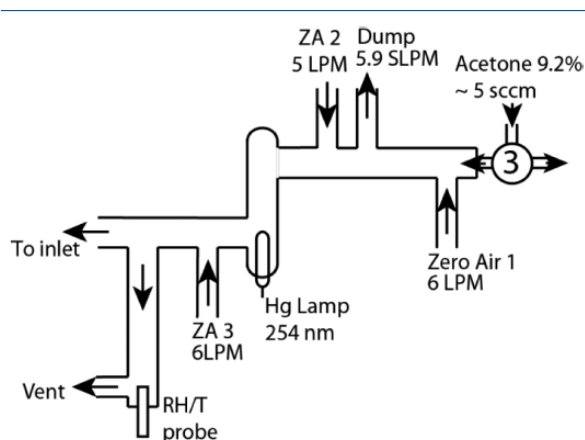 ZA 2
5 LPM
Dump
5.9 SLPM
Acetone 9.2%
~ 5 sccm
3
To inlet
Zero Air 1
6 LPM
Hg Lamp
254 nm
ZA 3
6LPM
Vent
RH/T
probe